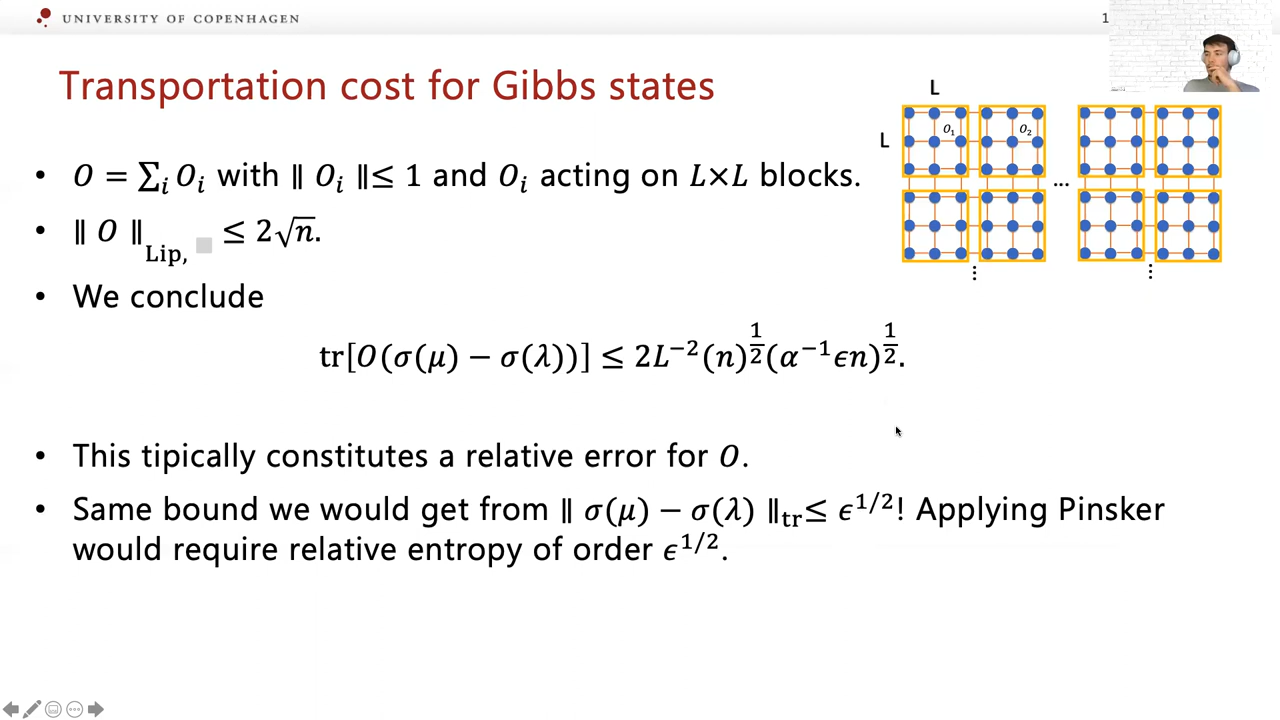 UNIVERSITY OF COPENHAGEN
1
Transportation cost for Gibbs states
L
L
O₁
O₂
...
• O = ∑ᵢ Oᵢ with ‖ Oᵢ ‖≤ 1 and Oᵢ acting on L×L blocks.
• ‖ O ‖Lip, ≤ 2√n.
• We conclude
tr[O(σ(μ) − σ(λ))] ≤ 2L⁻²(n)^½(α⁻¹ϵn)^½.
• This tipically constitutes a relative error for O.
• Same bound we would get from ‖ σ(μ) − σ(λ) ‖tr≤ ϵ^1/2! Applying Pinsker
would require relative entropy of order ϵ^1/2.